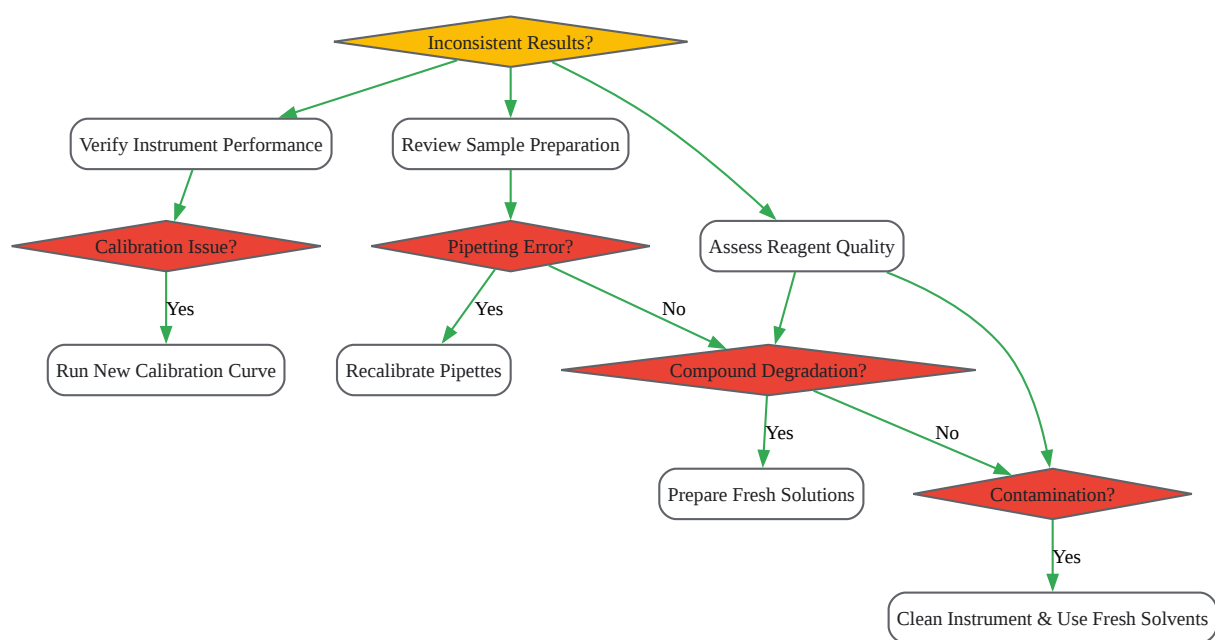 Inconsistent Results?
Verify Instrument Performance
Review Sample Preparation
Calibration Issue?
Pipetting Error?
Assess Reagent Quality
Yes
Yes
No
Run New Calibration Curve
Recalibrate Pipettes
Compound Degradation?
Yes
No
Prepare Fresh Solutions
Contamination?
Yes
Clean Instrument & Use Fresh Solvents